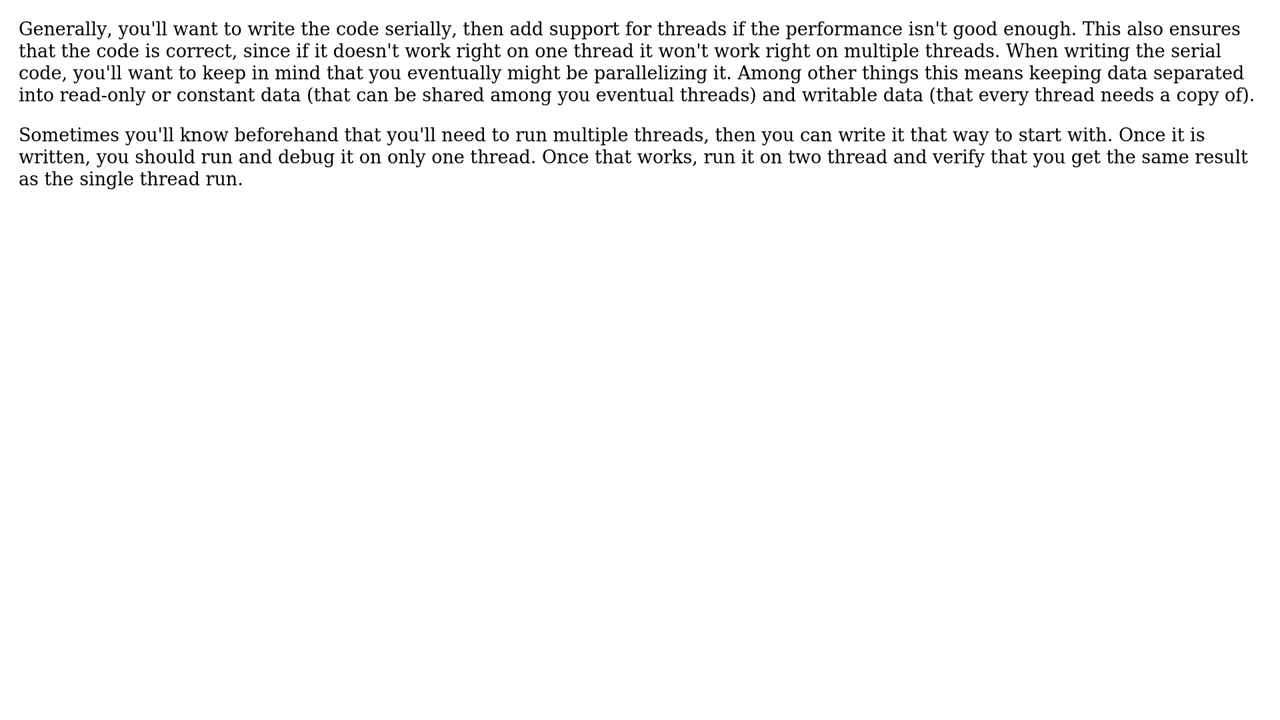 Generally, you'll want to write the code serially, then add support for threads if the performance isn't good enough. This also ensures
that the code is correct, since if it doesn't work right on one thread it won't work right on multiple threads. When writing the serial
code, you'll want to keep in mind that you eventually might be parallelizing it. Among other things this means keeping data separated
into read-only or constant data (that can be shared among you eventual threads) and writable data (that every thread needs a copy of).
Sometimes you'll know beforehand that you'll need to run multiple threads, then you can write it that way to start with. Once it is
written, you should run and debug it on only one thread. Once that works, run it on two thread and verify that you get the same result
as the single thread run.